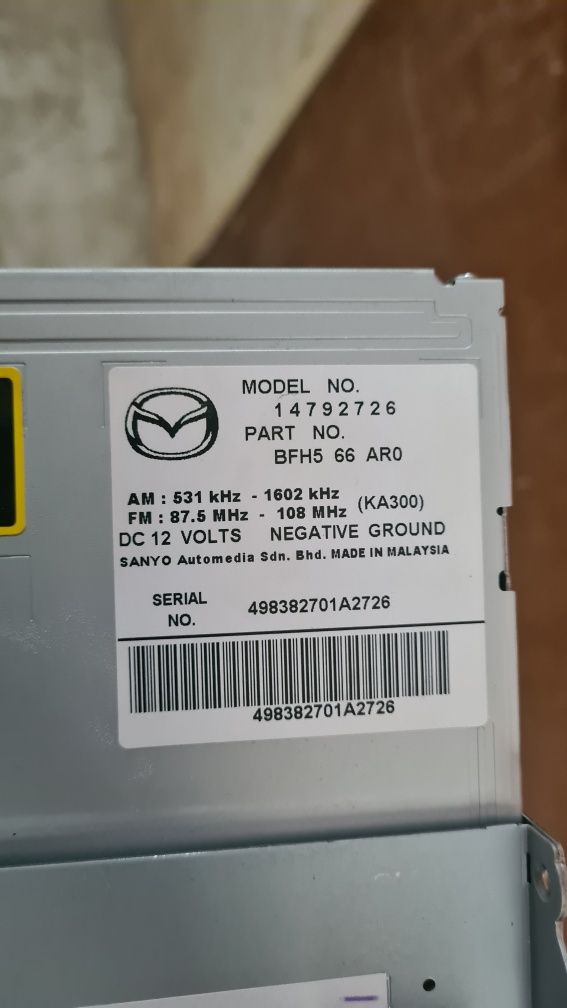 MODEL NO.
14792726
PART NO.
BFH5 66 AR0
AM : 531 kHz - 1602 kHz
FM : 87.5 MHz - 108 MHz (KA300)
DC 12 VOLTS NEGATIVE GROUND
SANYO Automedia Sdn. Bhd. MADE IN MALAYSIA
SERIAL NO. 498382701A2726
498382701A2726